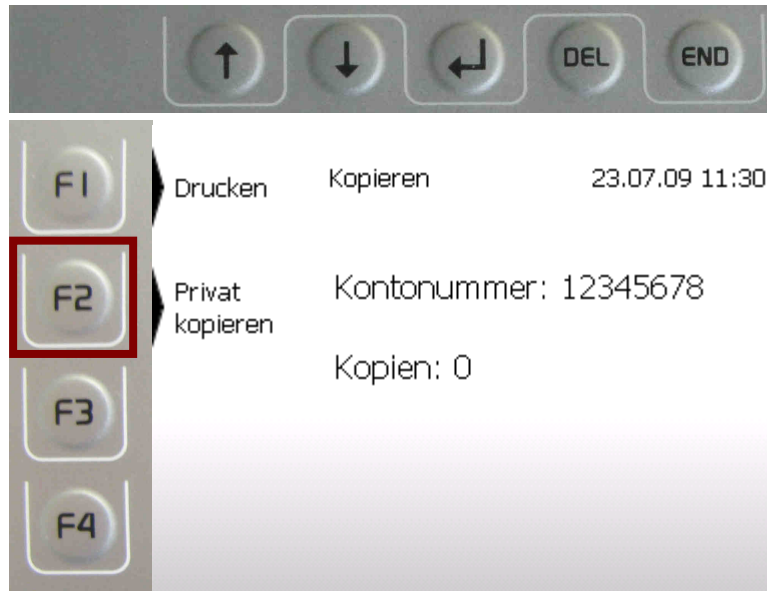 ↑ ↓ ↵ DEL END
F1
Drucken
Kopieren
23.07.09 11:30
F2
Privat
kopieren
Kontonummer: 12345678
Kopien: 0
F3
F4